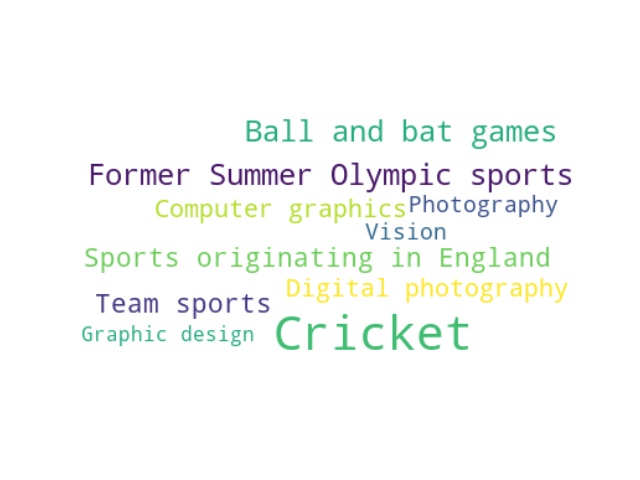 Ball and bat games
Former Summer Olympic sports
Computer graphics
Photography
Vision
Sports originating in England
Digital photography
Team sports
Graphic design
Cricket